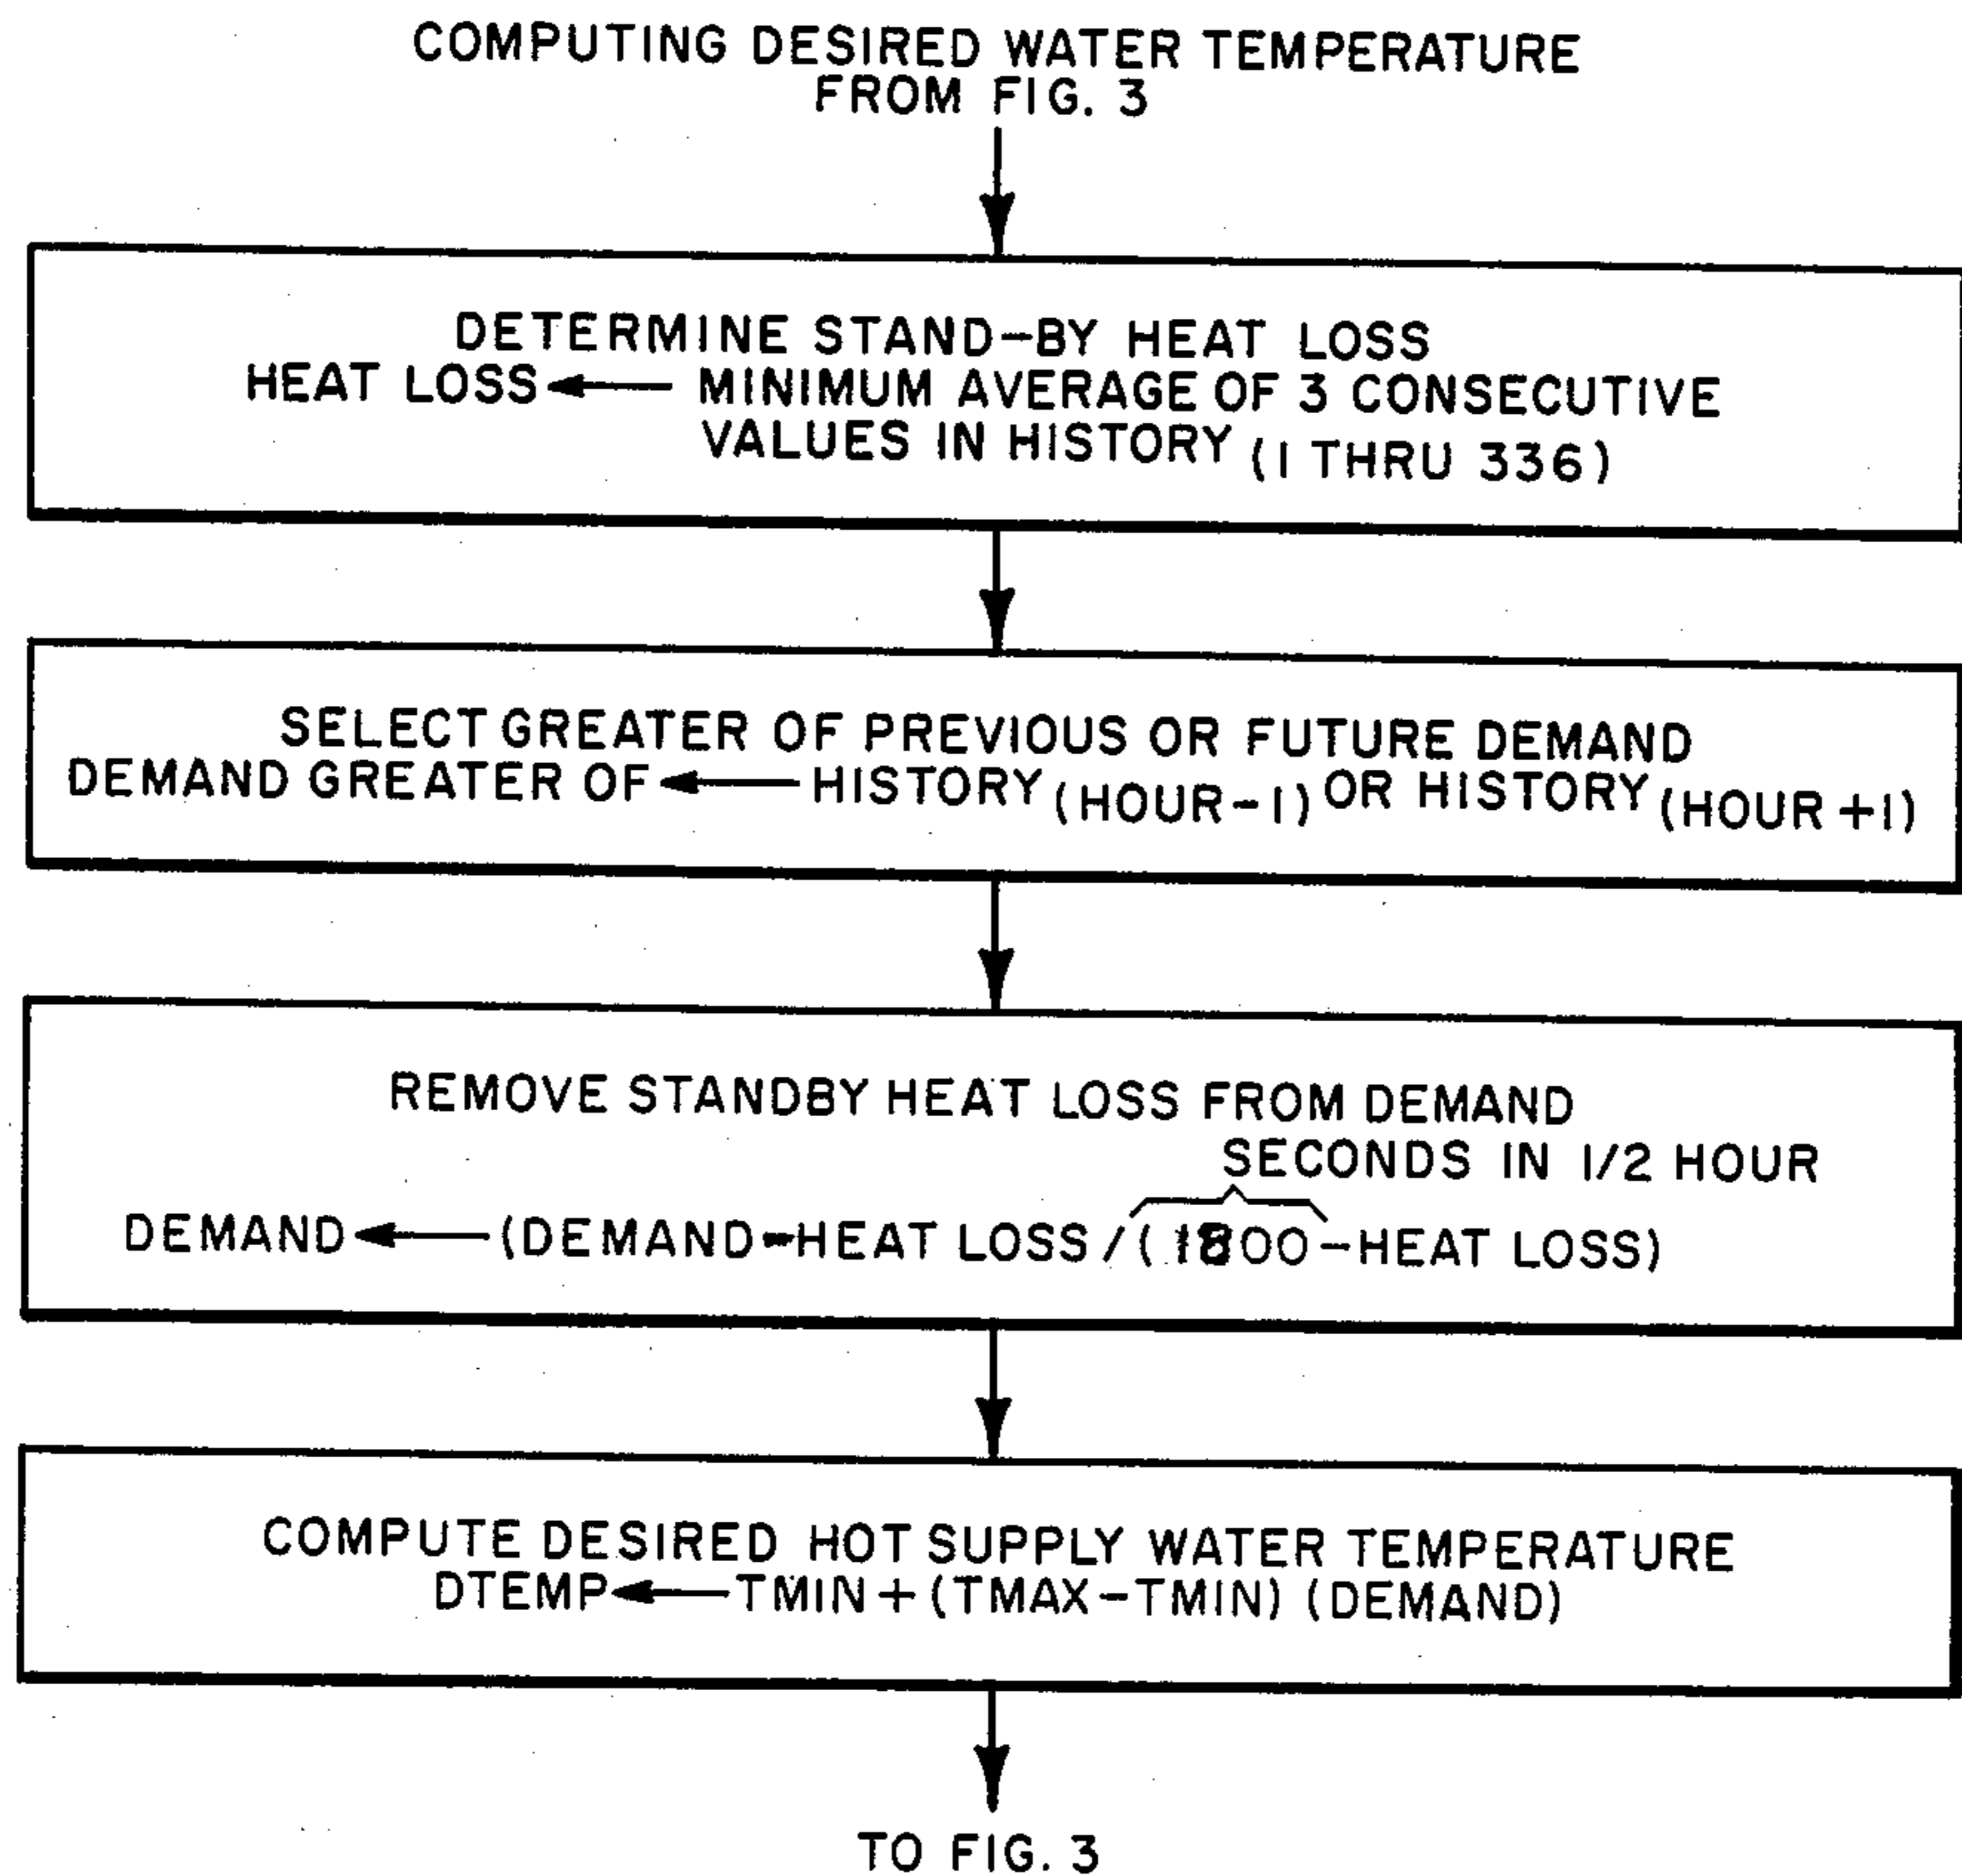 COMPUTING DESIRED WATER TEMPERATURE
FROM FIG. 3
DETERMINE STAND-BY HEAT LOSS
HEAT LOSS ← MINIMUM AVERAGE OF 3 CONSECUTIVE
VALUES IN HISTORY (1 THRU 336)
SELECT GREATER OF PREVIOUS OR FUTURE DEMAND
DEMAND GREATER OF ← HISTORY (HOUR-1) OR HISTORY (HOUR+1)
REMOVE STANDBY HEAT LOSS FROM DEMAND
SECONDS IN 1/2 HOUR
DEMAND ← (DEMAND-HEAT LOSS/(1800-HEAT LOSS)
COMPUTE DESIRED HOT SUPPLY WATER TEMPERATURE
DTEMP ← TMIN+(TMAX-TMIN) (DEMAND)
TO FIG. 3